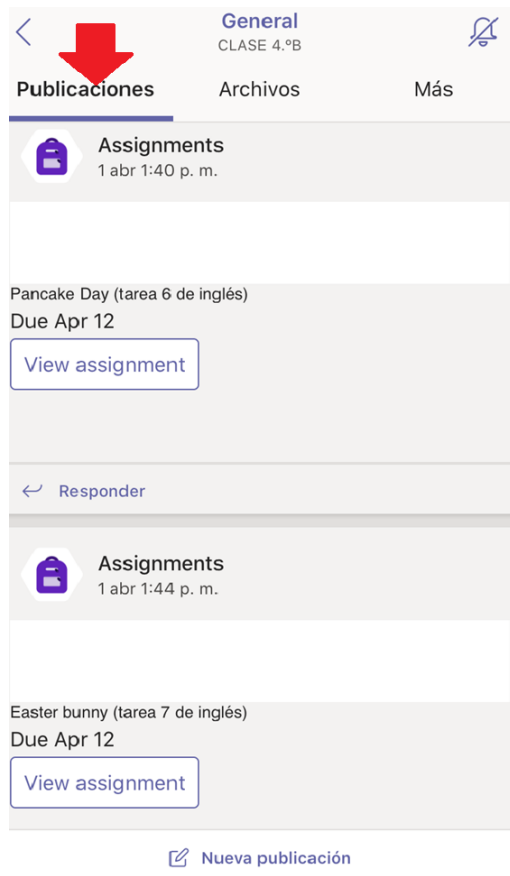 General
CLASE 4.ºB
Publicaciones Archivos Más
Assignments
1 abr 1:40 p. m.
Pancake Day (tarea 6 de inglés)
Due Apr 12
View assignment
Responder
Assignments
1 abr 1:44 p. m.
Easter bunny (tarea 7 de inglés)
Due Apr 12
View assignment
Nueva publicación